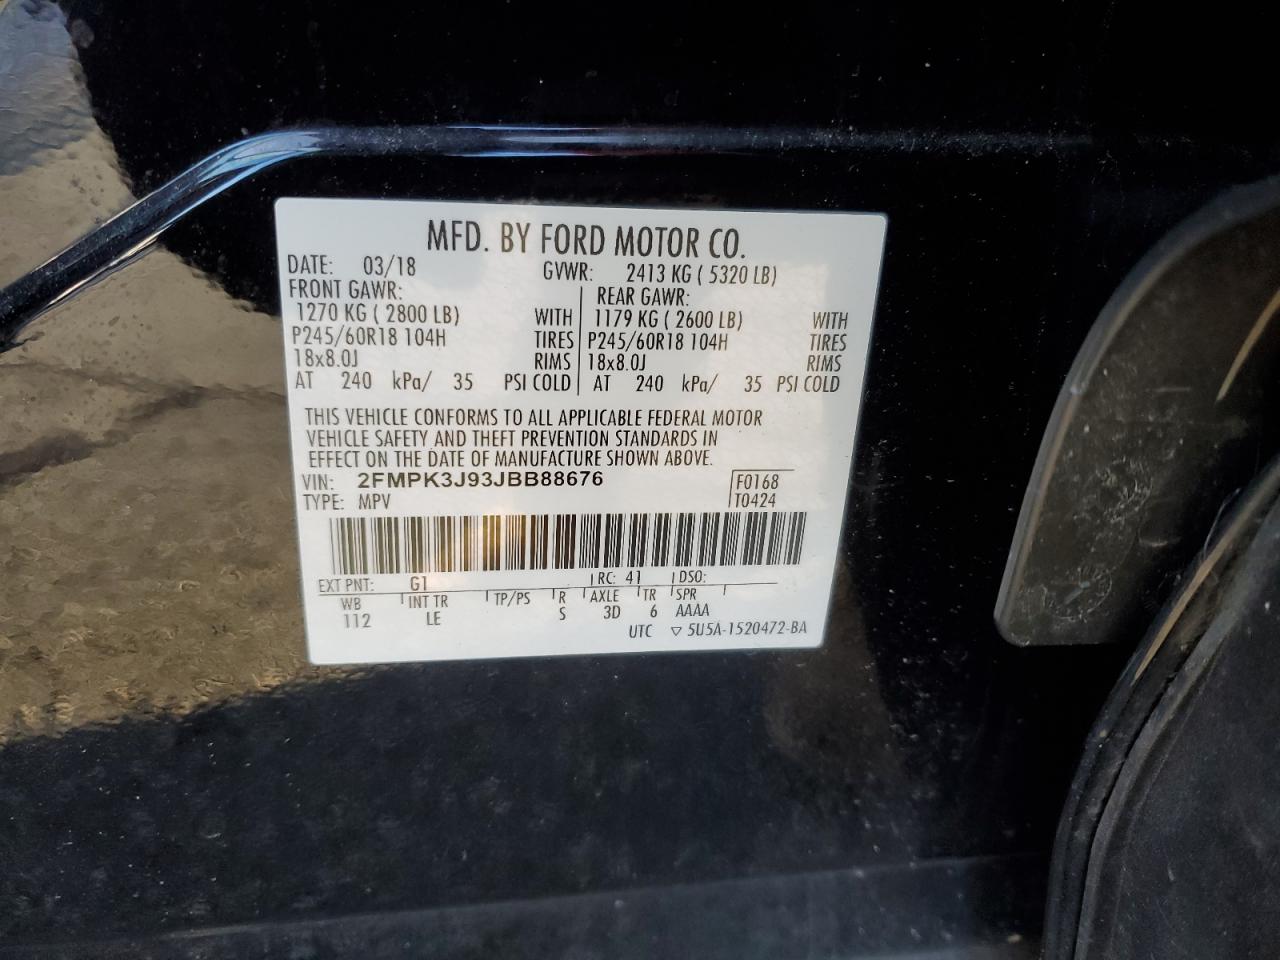 MFD. BY FORD MOTOR CO.
DATE: 03/18 GVWR: 2413 KG ( 5320 LB)
FRONT GAWR: REAR GAWR:
1270 KG ( 2800 LB) WITH 1179 KG ( 2600 LB) WITH
P245/60R18 104H TIRES P245/60R18 104H TIRES
18x8.0J RIMS 18x8.0J RIMS
AT 240 kPa/ 35 PSI COLD AT 240 kPa/ 35 PSI COLD
THIS VEHICLE CONFORMS TO ALL APPLICABLE FEDERAL MOTOR
VEHICLE SAFETY AND THEFT PREVENTION STANDARDS IN
EFFECT ON THE DATE OF MANUFACTURE SHOWN ABOVE.
VIN: 2FMPK3J93JBB88676 F0168
TYPE: MPV T0424
EXT PNT: G1 RC: 41 DSO:
WB INT TR TP/PS R AXLE TR SPR
112 LE S 3D 6 AAAA
UTC ▽ 5U5A-1520472-BA